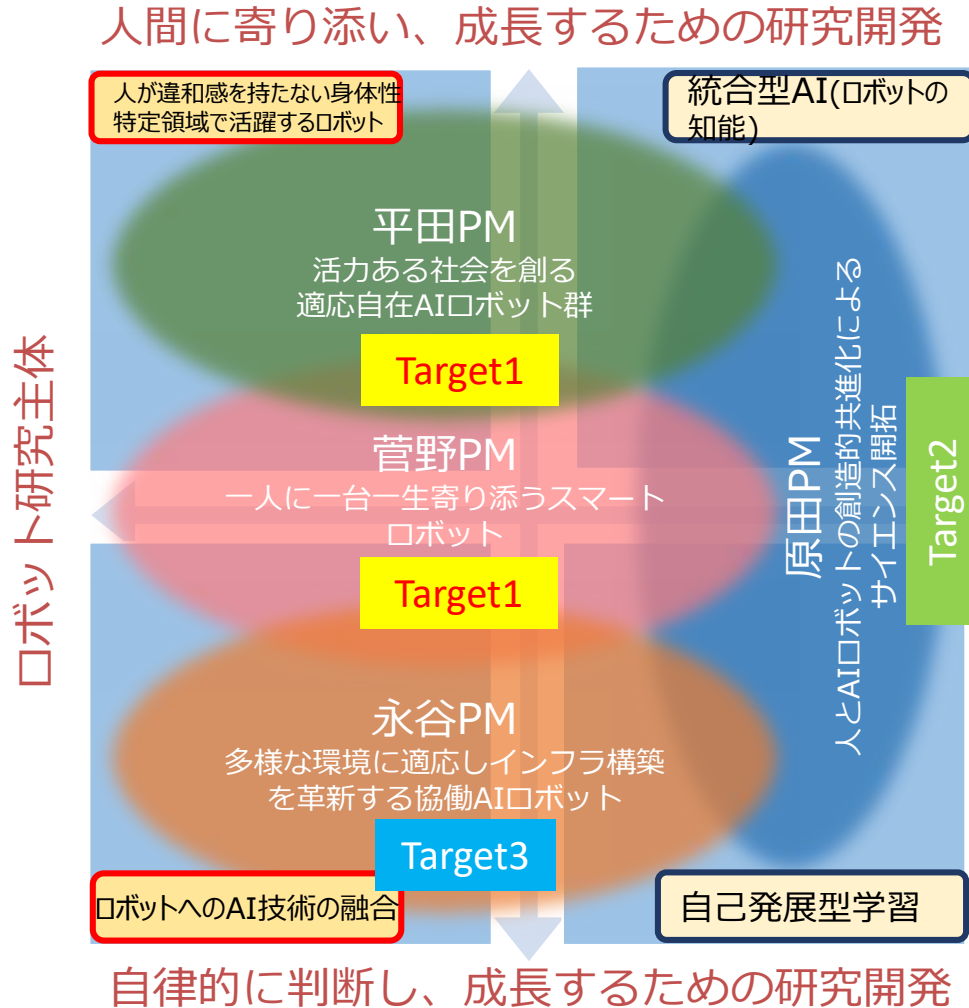 人間に寄り添い、成長するための研究開発
人が違和感を持たない身体性
特定領域で活躍するロボット
統合型AI(ロボットの
知能)
平田PM
活力ある社会を創る
適応自在AIロボット群
Target1
菅野PM
一人に一台一生寄り添うスマート
ロボット
Target1
永谷PM
多様な環境に適応しインフラ構築
を革新する協働AIロボット
Target3
原田PM
人とAIロボットの創造的共進化による
サイエンス開拓
Target2
ロボット研究主体
ロボットへのAI技術の融合
自己発展型学習
自律的に判断し、成長するための研究開発